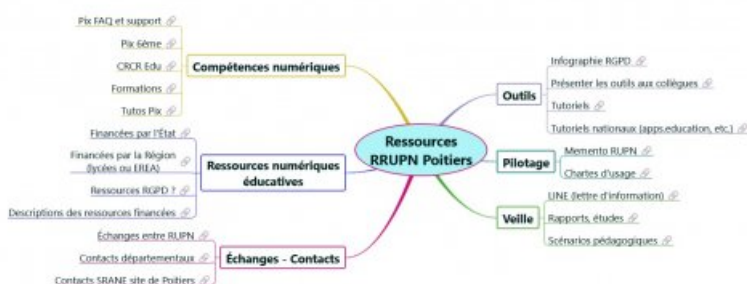 Pix FAQ et support
Pix 6ème
CRCR Edu
Formations
Tutos Pix
Compétences numériques
Financées par l'État
Financées par la Région
(lycées ou EREA)
Ressources RGPD ?
Descriptions des ressources financées
Ressources numériques
éducatives
Échanges entre RUPN
Contacts départementaux
Contacts SRANE site de Poitiers
Échanges - Contacts
Ressources
RRUPN Poitiers
Outils
Infographie RGPD
Présenter les outils aux collègues
Tutoriels
Tutoriels nationaux (apps.education, etc.)
Pilotage
Memento RUPN
Chartes d'usage
Veille
LINE (lettre d'information)
Rapports, études
Scénarios pédagogiques